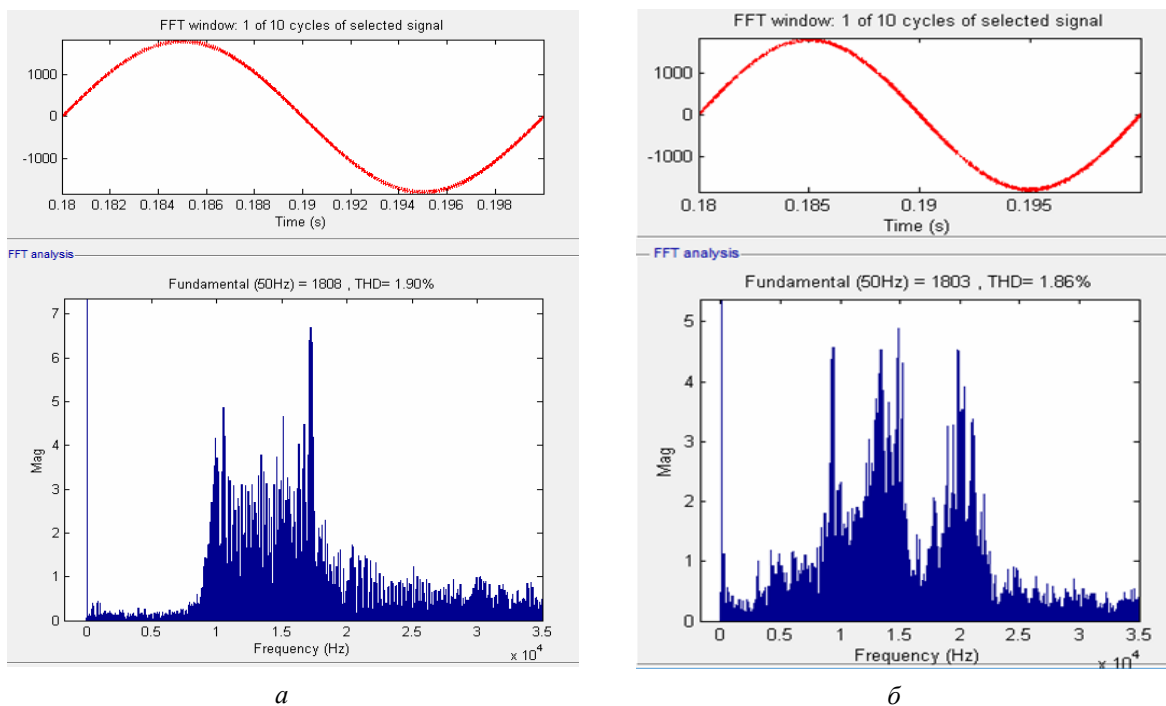 FFT window: 1 of 10 cycles of selected signal
1000
0
-1000
0.18 0.182 0.184 0.186 0.188 0.19 0.192 0.194 0.196 0.198
Time (s)
FFT analysis
Fundamental (50Hz) = 1808 , THD= 1.90%
7
6
5
4
3
2
1
0
Mag
0 0.5 1 1.5 2 2.5 3 3.5
Frequency (Hz)
x 10^4
а
FFT window: 1 of 10 cycles of selected signal
1000
0
-1000
0.18 0.185 0.19 0.195
Time (s)
FFT analysis
Fundamental (50Hz) = 1803 , THD= 1.86%
5
4
3
2
1
0
Mag
0 0.5 1 1.5 2 2.5 3 3.5
Frequency (Hz)
x 10^4
б